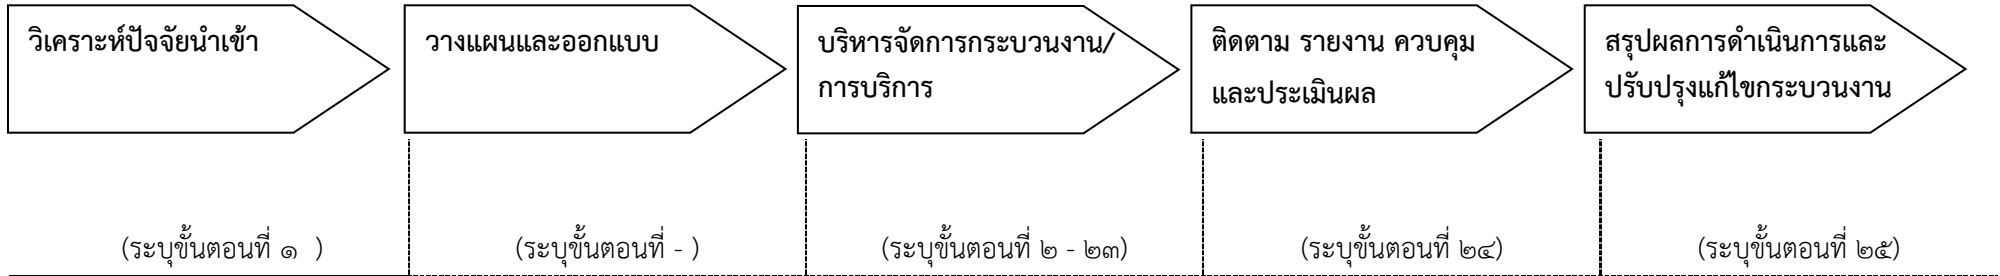 วิเคราะห์ปัจจัยนำเข้า
วางแผนและออกแบบ
บริหารจัดการกระบวนงาน/
การบริการ
ติดตาม รายงาน ควบคุม
และประเมินผล
สรุปผลการดำเนินการและ
ปรับปรุงแก้ไขกระบวนงาน
(ระบุขั้นตอนที่ ๑ )
(ระบุขั้นตอนที่ - )
(ระบุขั้นตอนที่ ๒ - ๒๓)
(ระบุขั้นตอนที่ ๒๔)
(ระบุขั้นตอนที่ ๒๕)